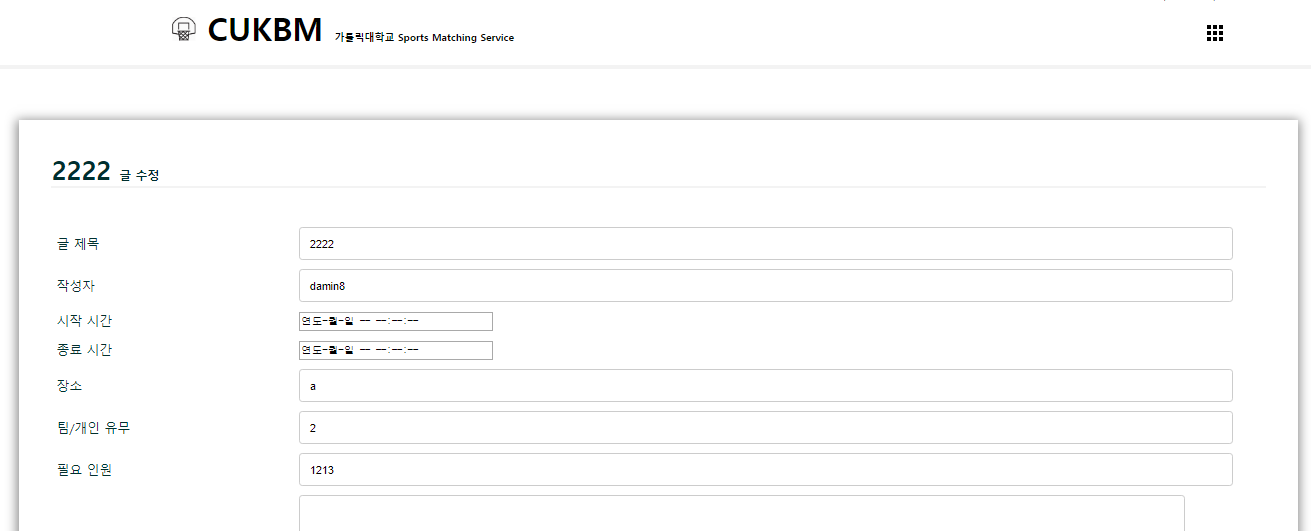 CUKBM 가톨릭대학교 Sports Matching Service
2222 글 수정
글 제목 2222
작성자 damin8
시작 시간 연도-월-일 -- --:--:--
종료 시간 연도-월-일 -- --:--:--
장소 a
팀/개인 유무 2
필요 인원 1213